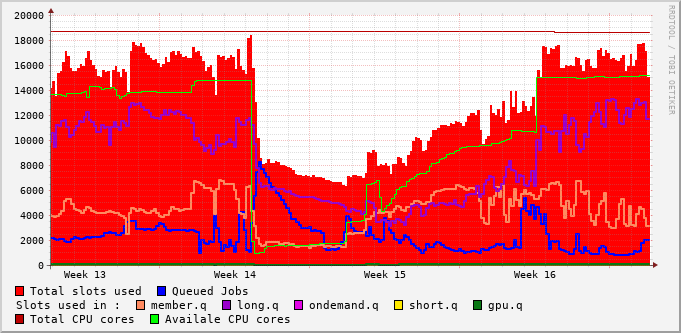 20000
18000
16000
14000
12000
10000
8000
6000
4000
2000
0
Week 13 Week 14 Week 15 Week 16
Total slots used Queued Jobs
Slots used in : member.q long.q ondemand.q short.q gpu.q
Total CPU cores Availale CPU cores
RRDTOOL / TOBI OETIKER